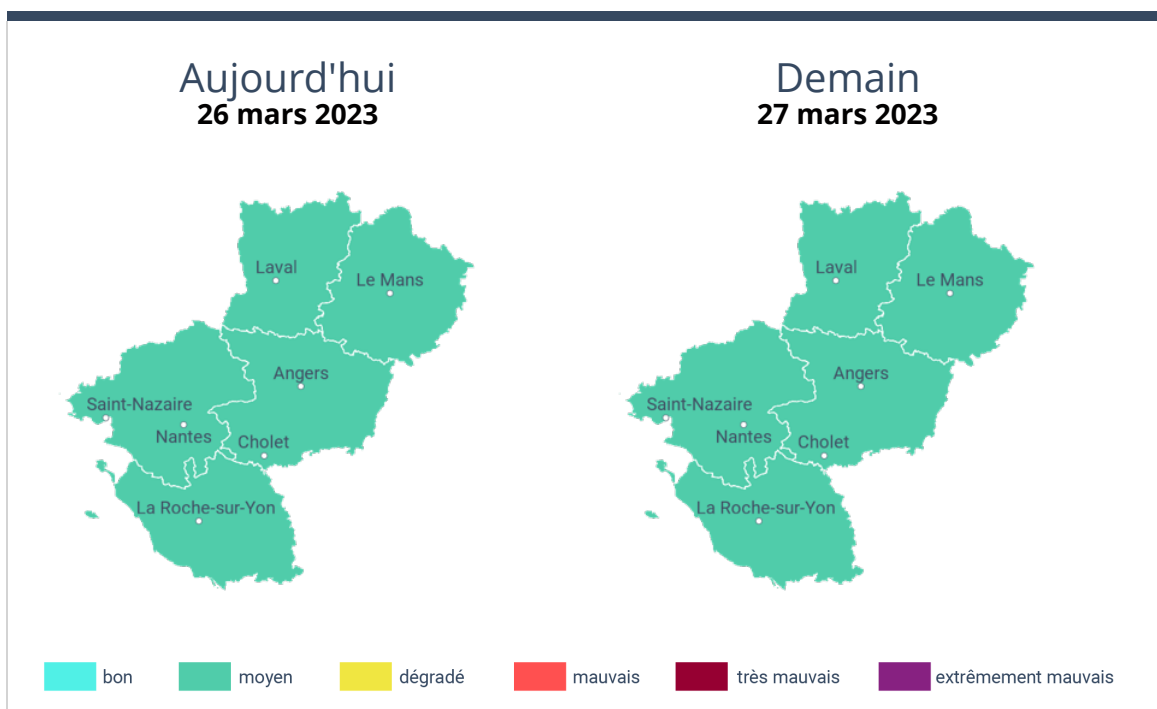 Aujourd'hui
26 mars 2023
Demain
27 mars 2023
Laval
Le Mans
Angers
Saint-Nazaire
Nantes
Cholet
La Roche-sur-Yon
Laval
Le Mans
Angers
Saint-Nazaire
Nantes
Cholet
La Roche-sur-Yon
bon
moyen
dégradé
mauvais
très mauvais
extrêmement mauvais